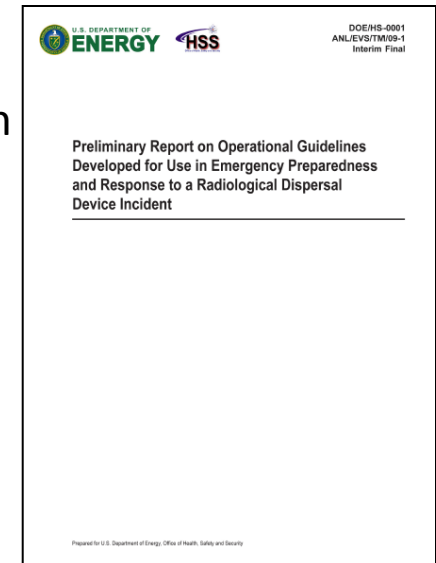 n
U.S. DEPARTMENT OF
ENERGY
HSS
DOE/HS-0001
ANL/EVS/TM/09-1
Interim Final
Preliminary Report on Operational Guidelines
Developed for Use in Emergency Preparedness
and Response to a Radiological Dispersal
Device Incident
Prepared for U.S. Department of Energy, Office of Health, Safety and Security